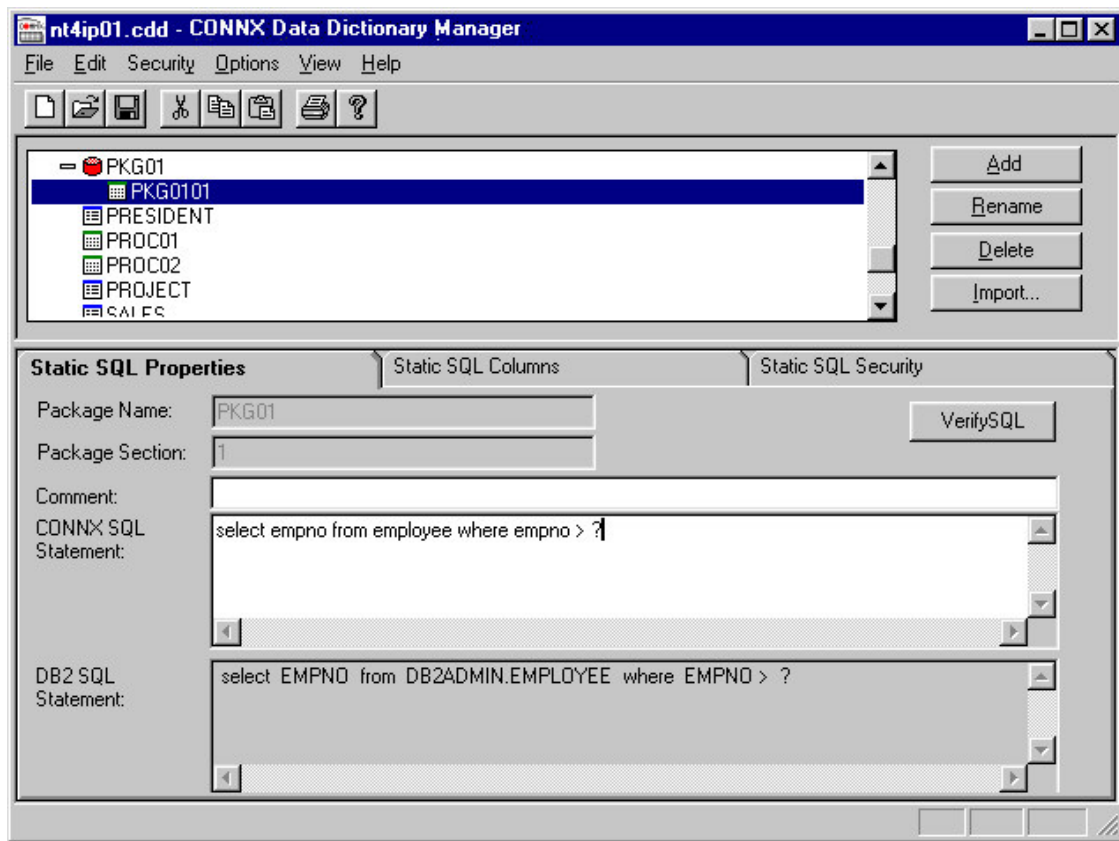 nt4ip01.cdd - CONNX Data Dictionary Manager
File Edit Security Options View Help
PKG01
PKG0101
PRESIDENT
PROC01
PROC02
PROJECT
SALES
Add
Rename
Delete
Import...
Static SQL Properties
Static SQL Columns
Static SQL Security
Package Name:
PKG01
VerifySQL
Package Section:
1
Comment:
CONNX SQL
Statement:
select empno from employee where empno > ?
DB2 SQL
Statement:
select EMPNO from DB2ADMIN.EMPLOYEE where EMPNO > ?